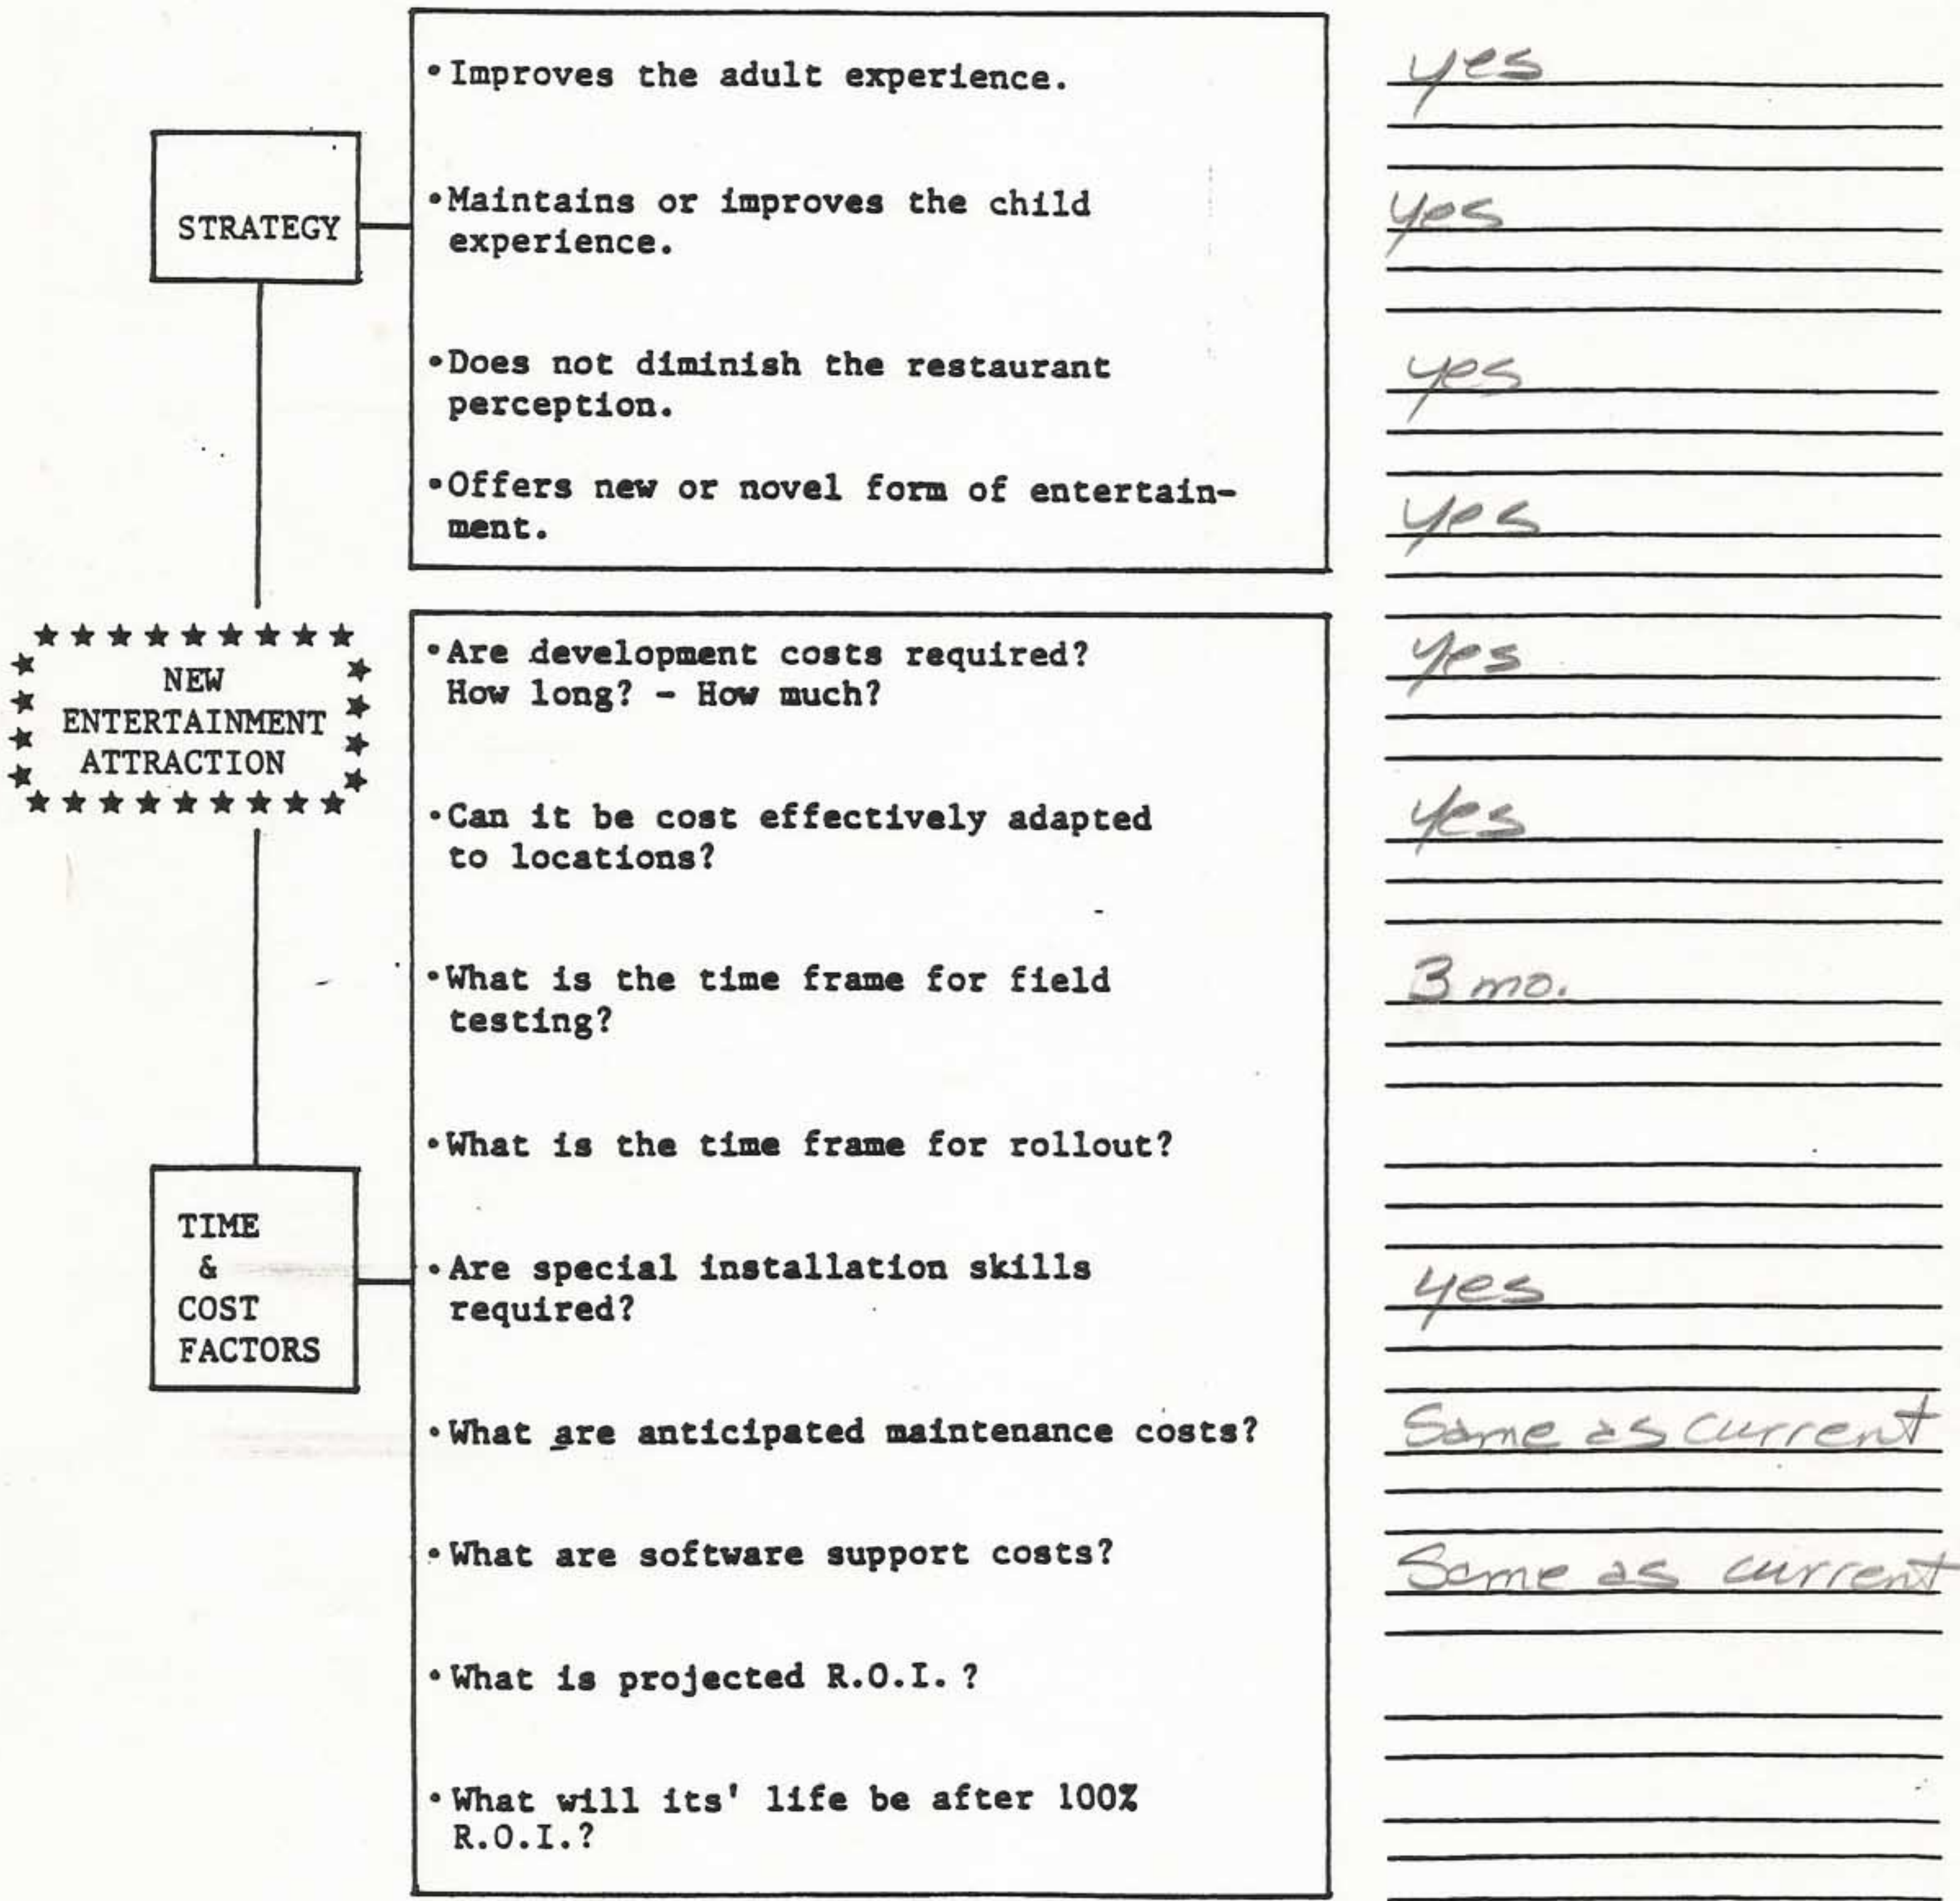 • Improves the adult experience.
yes
STRATEGY
• Maintains or improves the child
experience.
yes
• Does not diminish the restaurant
perception.
yes
• Offers new or novel form of entertain-
ment.
yes
NEW
ENTERTAINMENT
ATTRACTION
• Are development costs required?
How long? - How much?
yes
• Can it be cost effectively adapted
to locations?
yes
• What is the time frame for field
testing?
3 mo.
• What is the time frame for rollout?
TIME
&
COST
FACTORS
• Are special installation skills
required?
yes
• What are anticipated maintenance costs?
Same as current
• What are software support costs?
Same as current
• What is projected R.O.I. ?
• What will its' life be after 100%
R.O.I.?